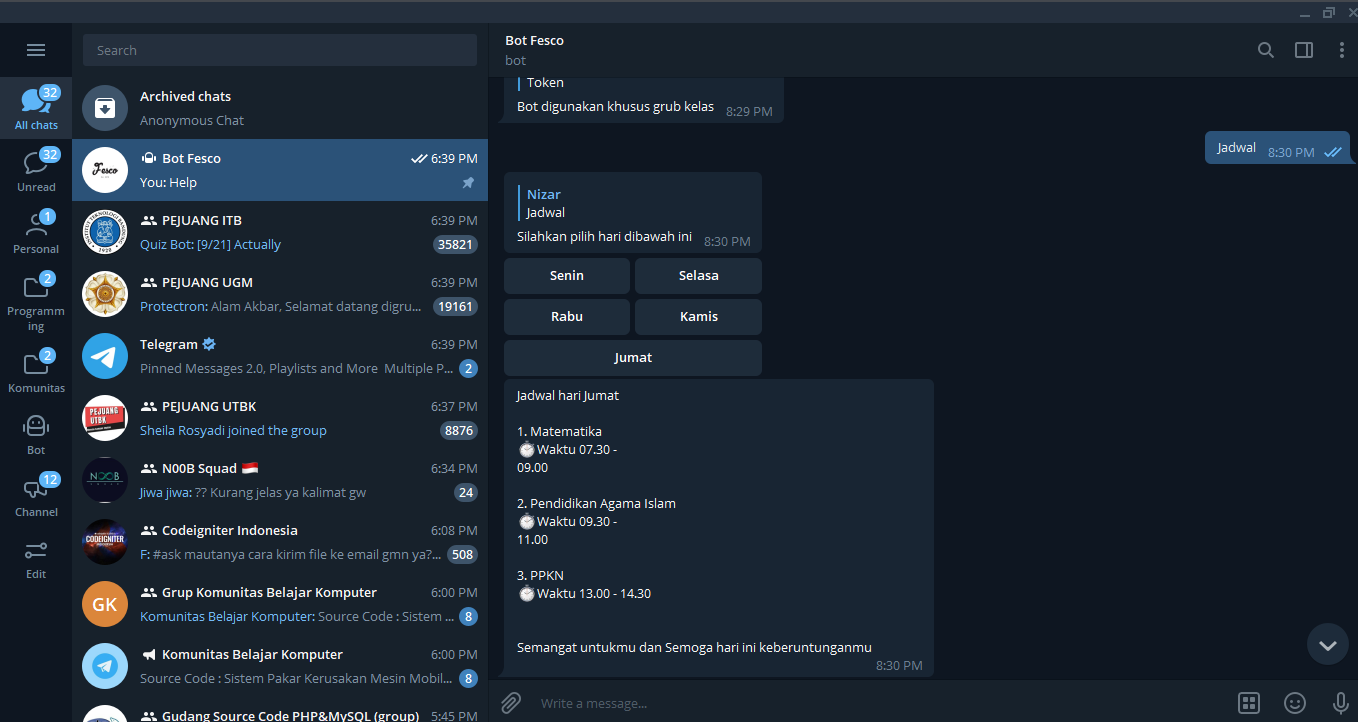 32
All chats
32
Unread
1
Personal
2
Programm
ing
2
Komunitas
Bot
12
Channel
Edit
Search
Archived chats
Anonymous Chat
Fesco
Bot Fesco 6:39 PM
You: Help
PEJUANG ITB 6:39 PM
Quiz Bot: [9/21] Actually 35821
PEJUANG UGM 6:39 PM
Protectron: Alam Akbar, Selamat datang digru... 19161
Telegram 6:39 PM
Pinned Messages 2.0, Playlists and More Multiple P... 2
PEJUANG
UTBK
PEJUANG UTBK 6:37 PM
Sheila Rosyadi joined the group 8876
N00B
N00B Squad 6:34 PM
Jiwa jiwa: ?? Kurang jelas ya kalimat gw 24
CODEIGNITER
Codeigniter Indonesia 6:08 PM
F: #ask mautanya cara kirim file ke email gmn ya?... 508
GK
Grup Komunitas Belajar Komputer 6:00 PM
Komunitas Belajar Komputer: Source Code : Sistem ... 8
Komunitas Belajar Komputer 6:00 PM
Source Code : Sistem Pakar Kerusakan Mesin Mobil... 8
Gudang Source Code PHP&MySQL (group) 5:45 PM
Bot Fesco
bot
Token
Bot digunakan khusus grub kelas 8:29 PM
Jadwal 8:30 PM
Nizar
Jadwal
Silahkan pilih hari dibawah ini 8:30 PM
Senin Selasa
Rabu Kamis
Jumat
Jadwal hari Jumat
1. Matematika
Waktu 07.30 -
09.00
2. Pendidikan Agama Islam
Waktu 09.30 -
11.00
3. PPKN
Waktu 13.00 - 14.30
Semangat untukmu dan Semoga hari ini keberuntunganmu
8:30 PM
Write a message...